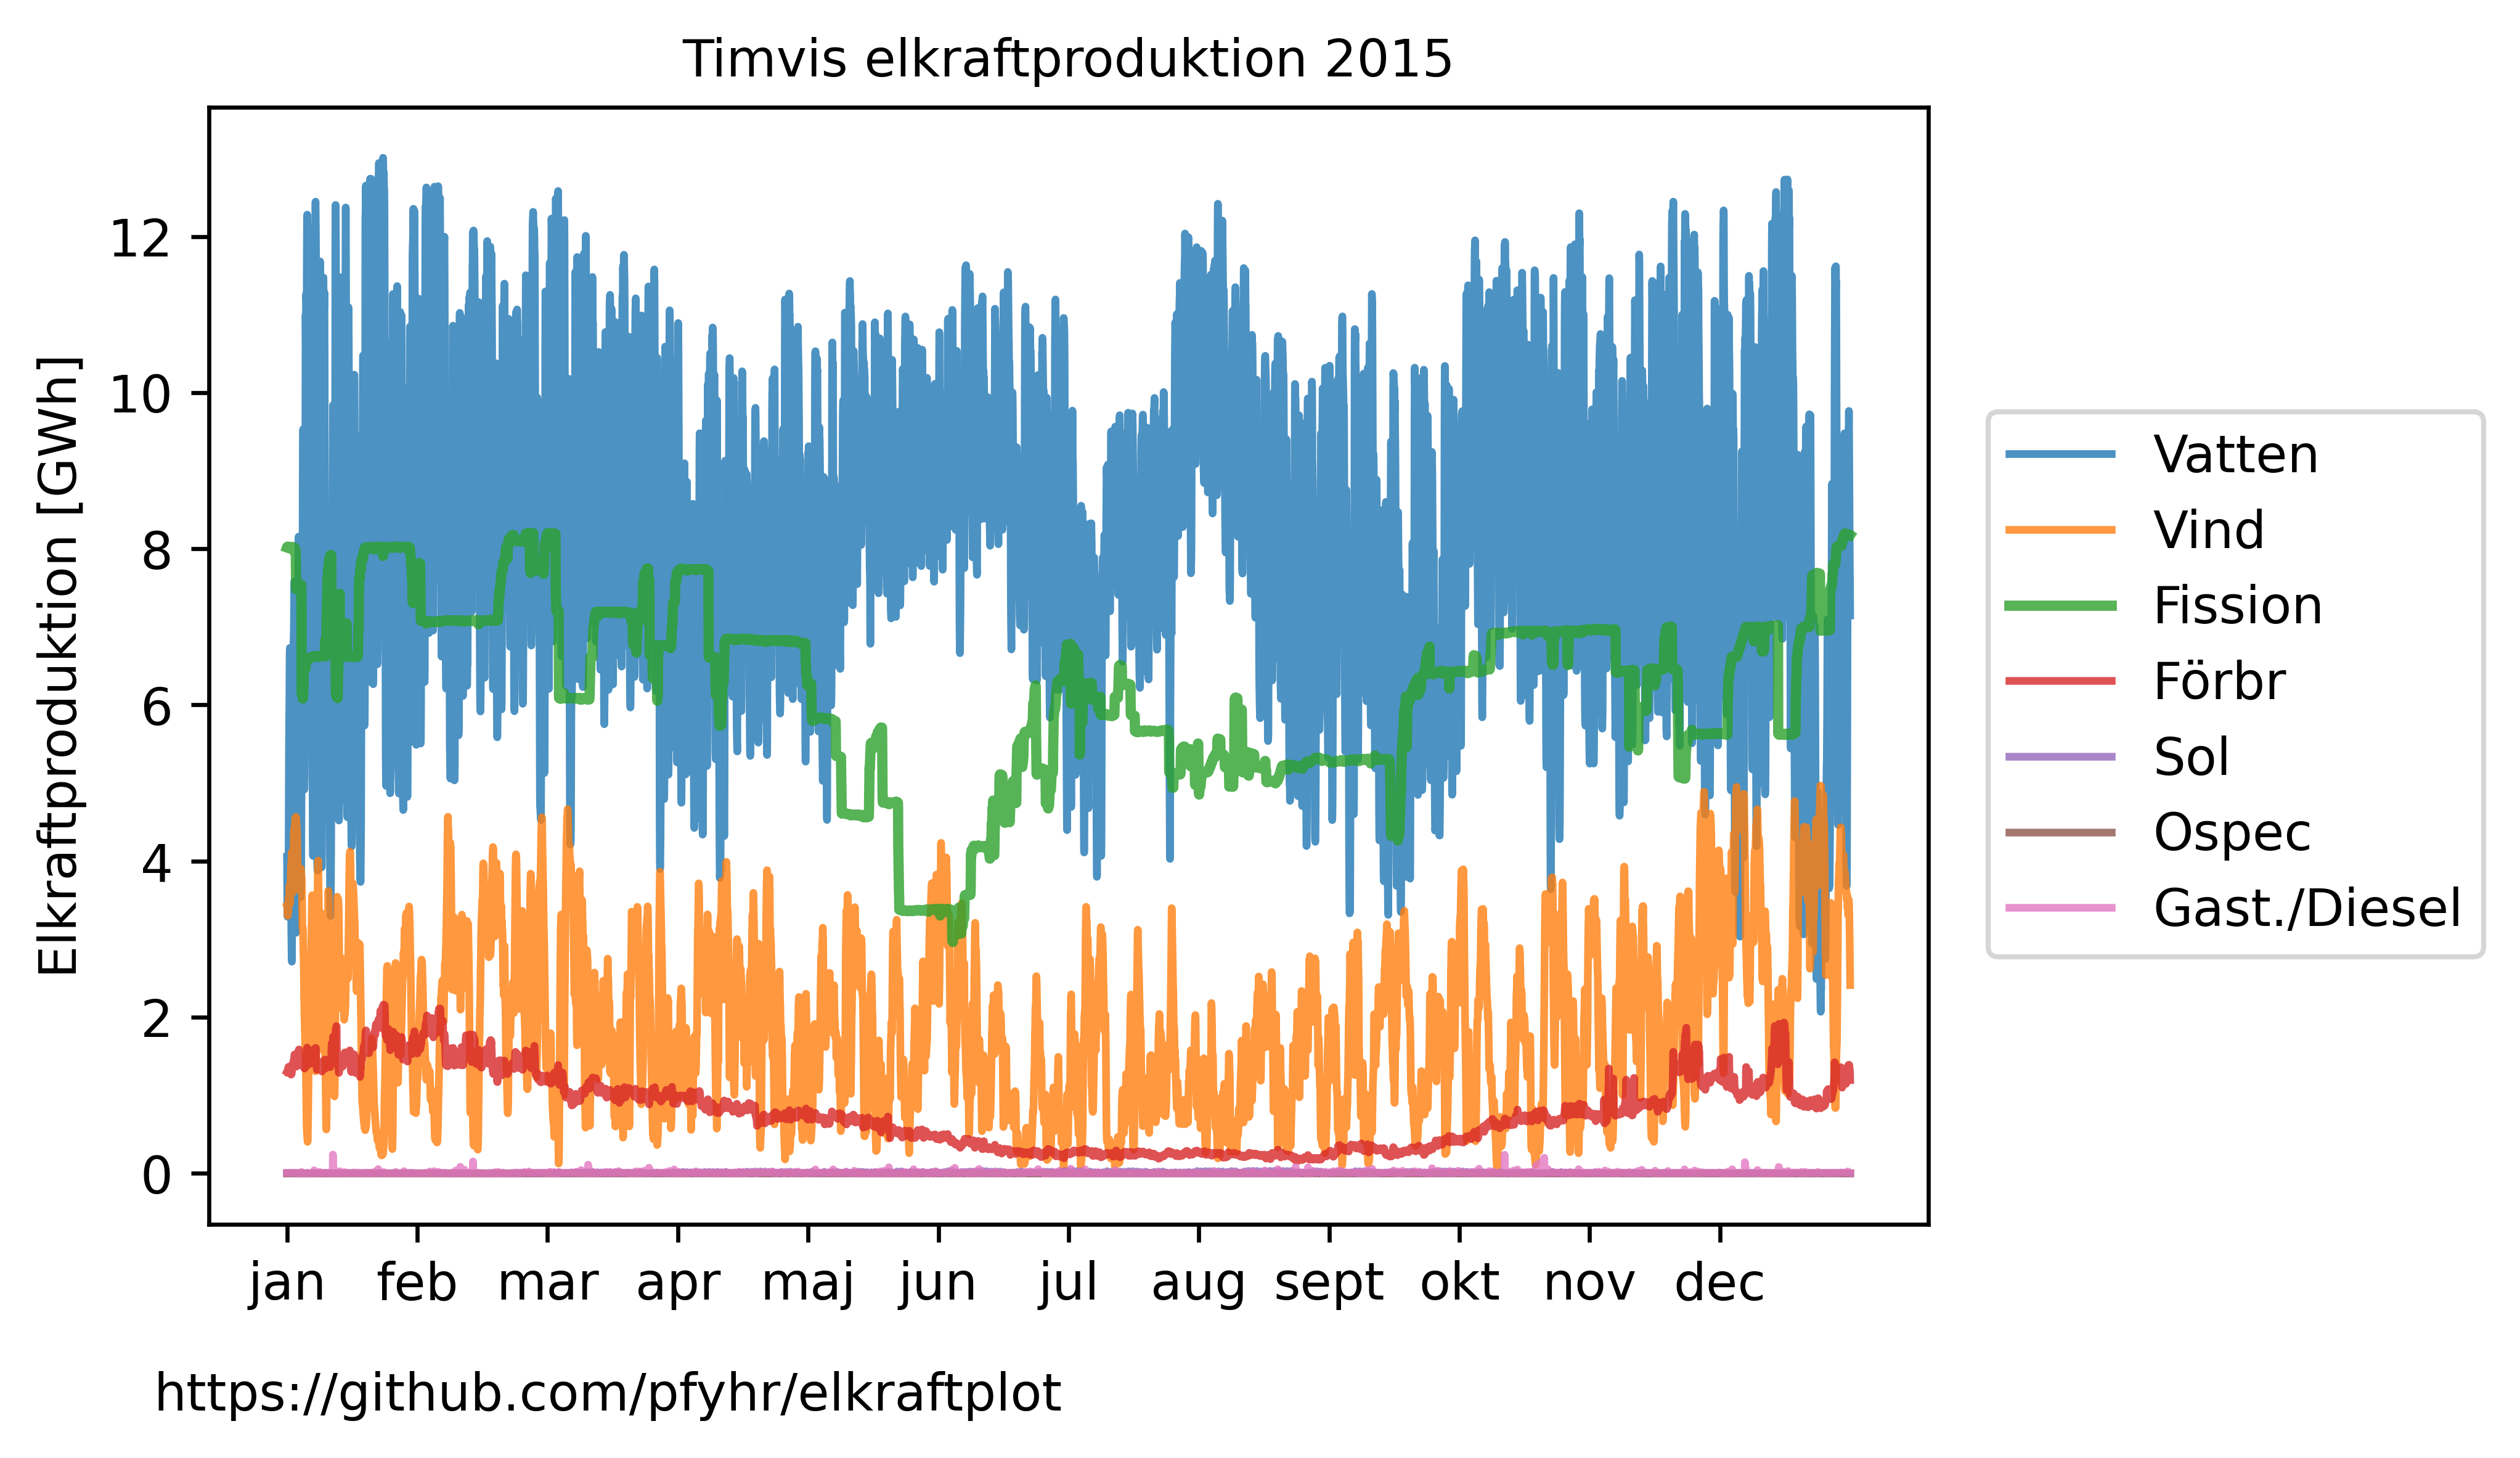 Timvis elkraftproduktion 2015
Elkraftproduktion [GWh]
12
10
8
6
4
2
0
jan feb mar apr maj jun jul aug sept okt nov dec
Vatten
Vind
Fission
Förbr
Sol
Ospec
Gast./Diesel
https://github.com/pfyhr/elkraftplot